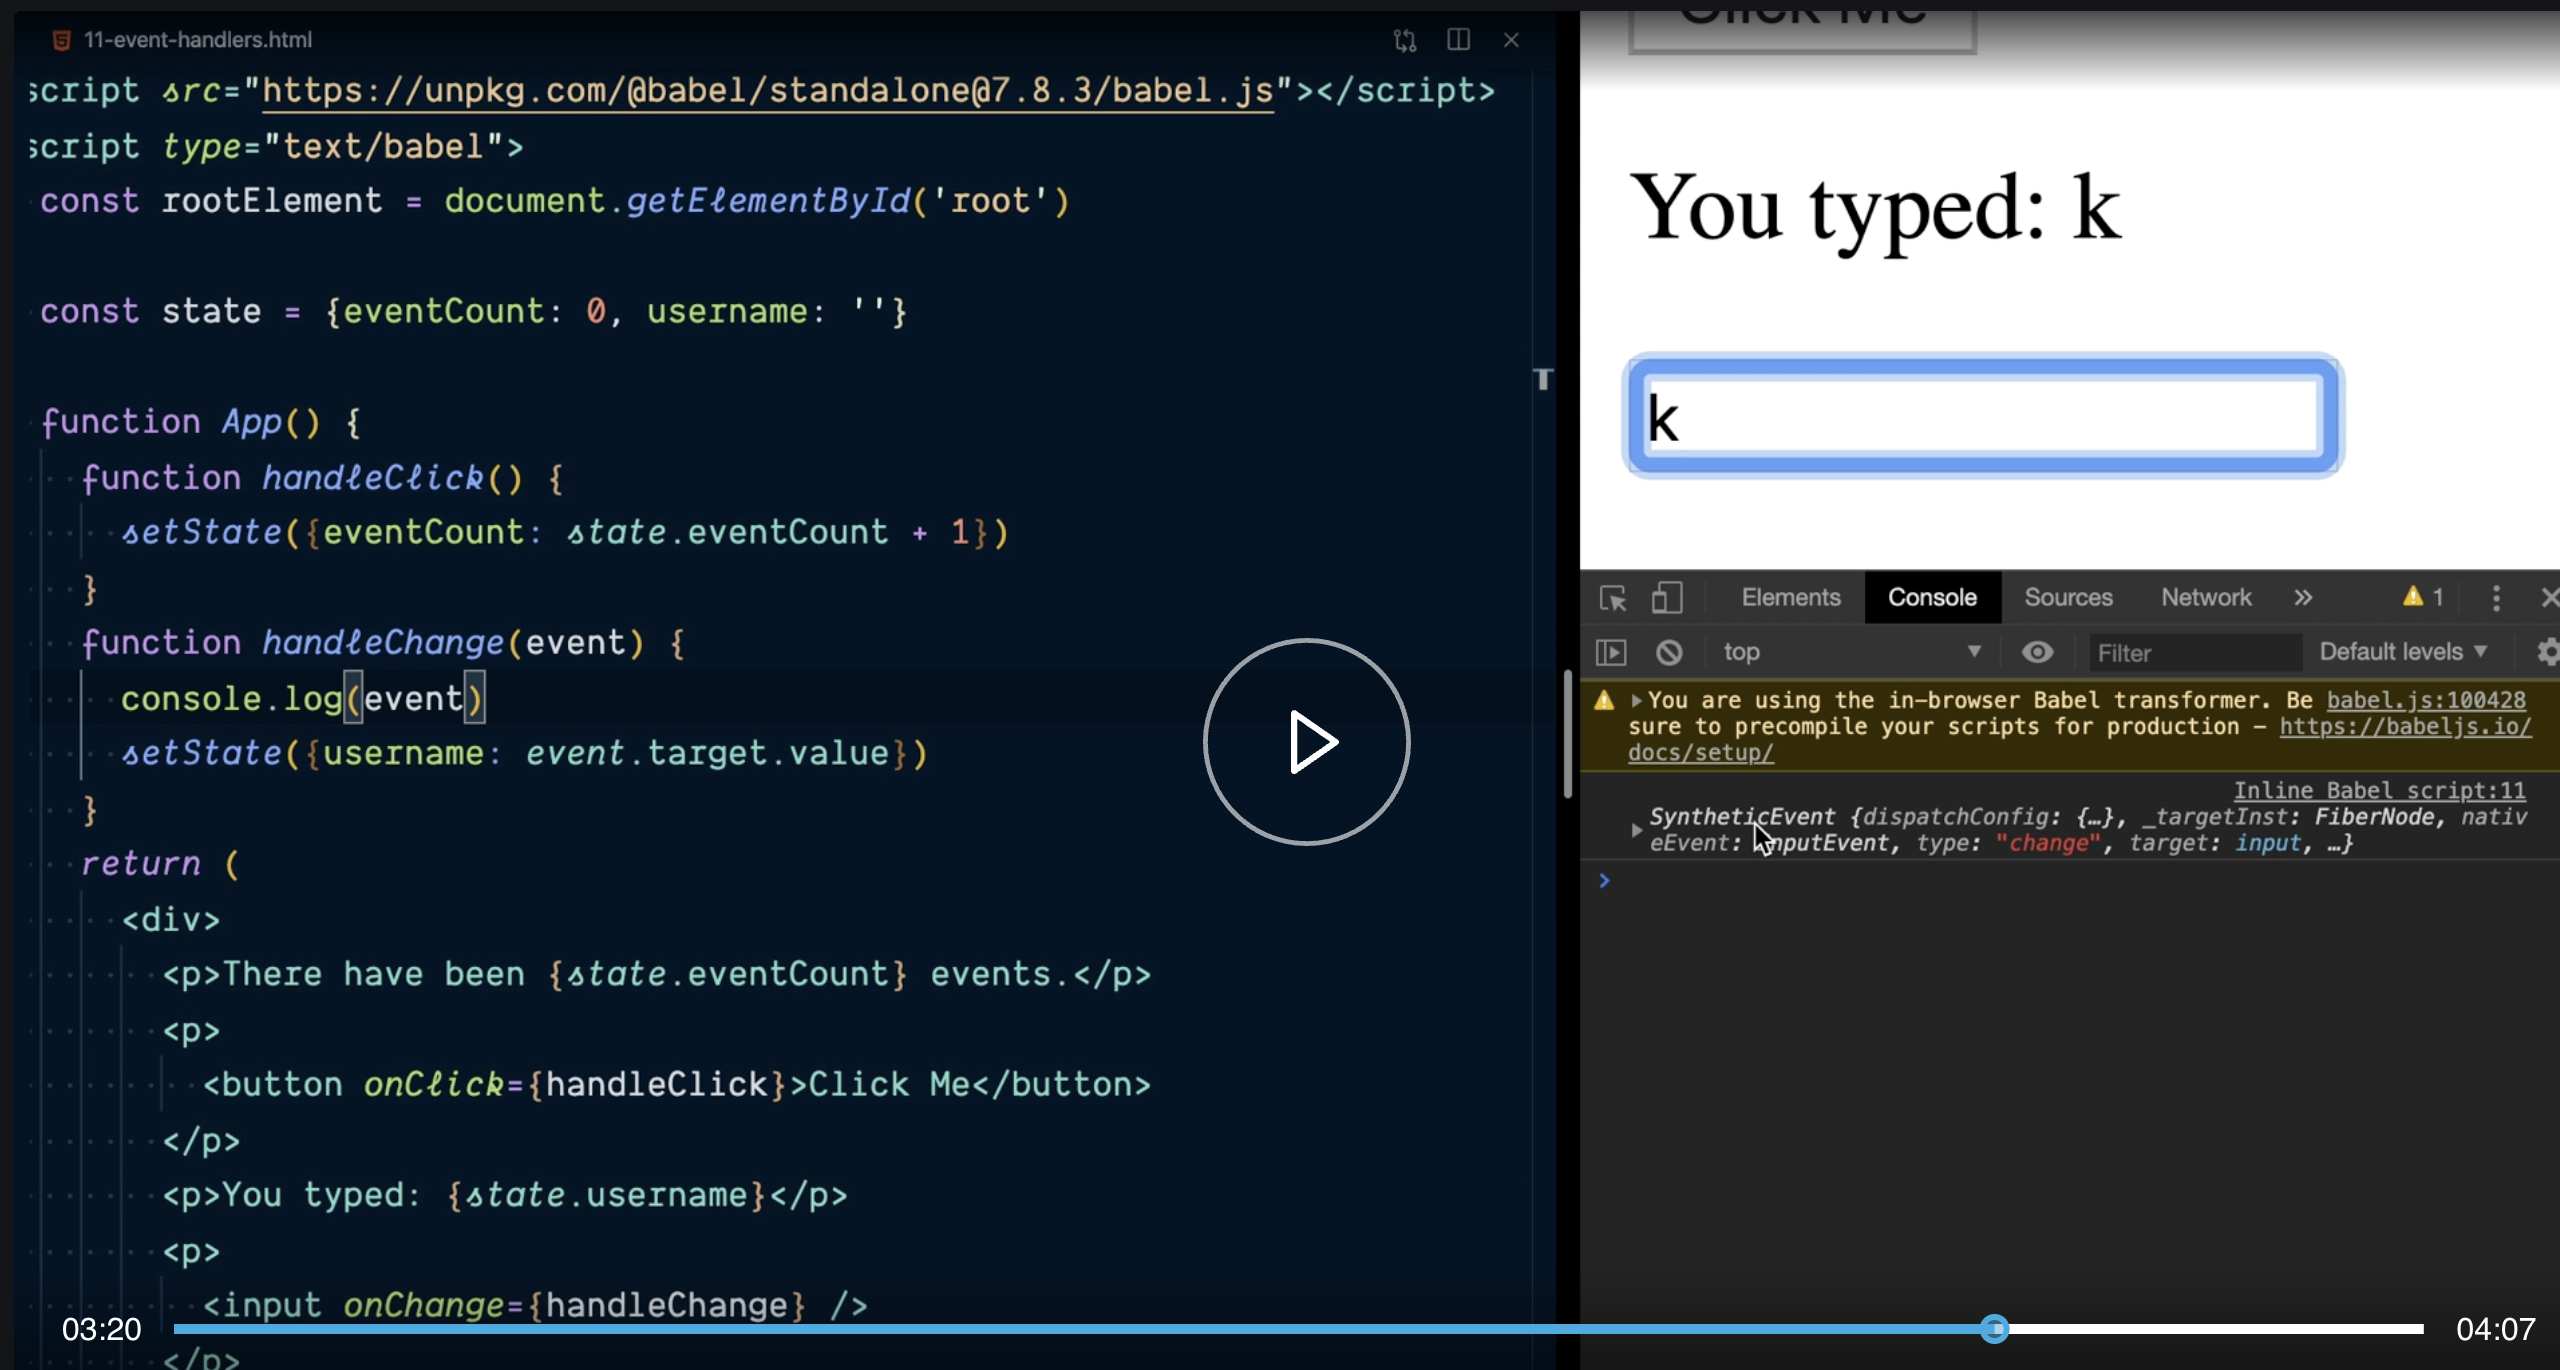 11-event-handlers.html
script src="https://unpkg.com/@babel/standalone@7.8.3/babel.js"></script>
script type="text/babel">
const rootElement = document.getElementById('root')
const state = {eventCount: 0, username: ''}
function App() {
function handleClick() {
setState({eventCount: state.eventCount + 1})
}
function handleChange(event) {
console.log(event)
setState({username: event.target.value})
}
return (
<div>
<p>There have been {state.eventCount} events.</p>
<p>
<button onClick={handleClick}>Click Me</button>
</p>
<p>You typed: {state.username}</p>
<p>
<input onChange={handleChange} />
</p>
03:20
04:07
Click Me
You typed: k
k
Elements Console Sources Network » 1
top Filter Default levels
You are using the in-browser Babel transformer. Be babel.js:100428
sure to precompile your scripts for production – https://babeljs.io/
docs/setup/
Inline Babel script:11
SyntheticEvent {dispatchConfig: {…}, _targetInst: FiberNode, nativ
eEvent: InputEvent, type: "change", target: input, …}